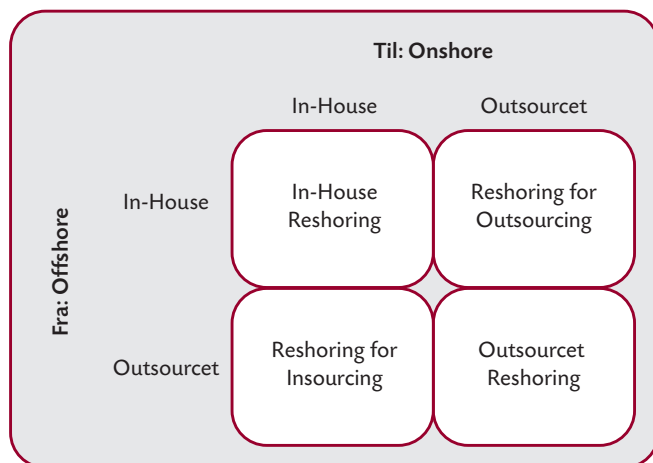 Til: Onshore
In-House
Outsourcet
Fra: Offshore
In-House
In-House
Reshoring
Reshoring for
Outsourcing
Outsourcet
Reshoring for
Insourcing
Outsourcet
Reshoring